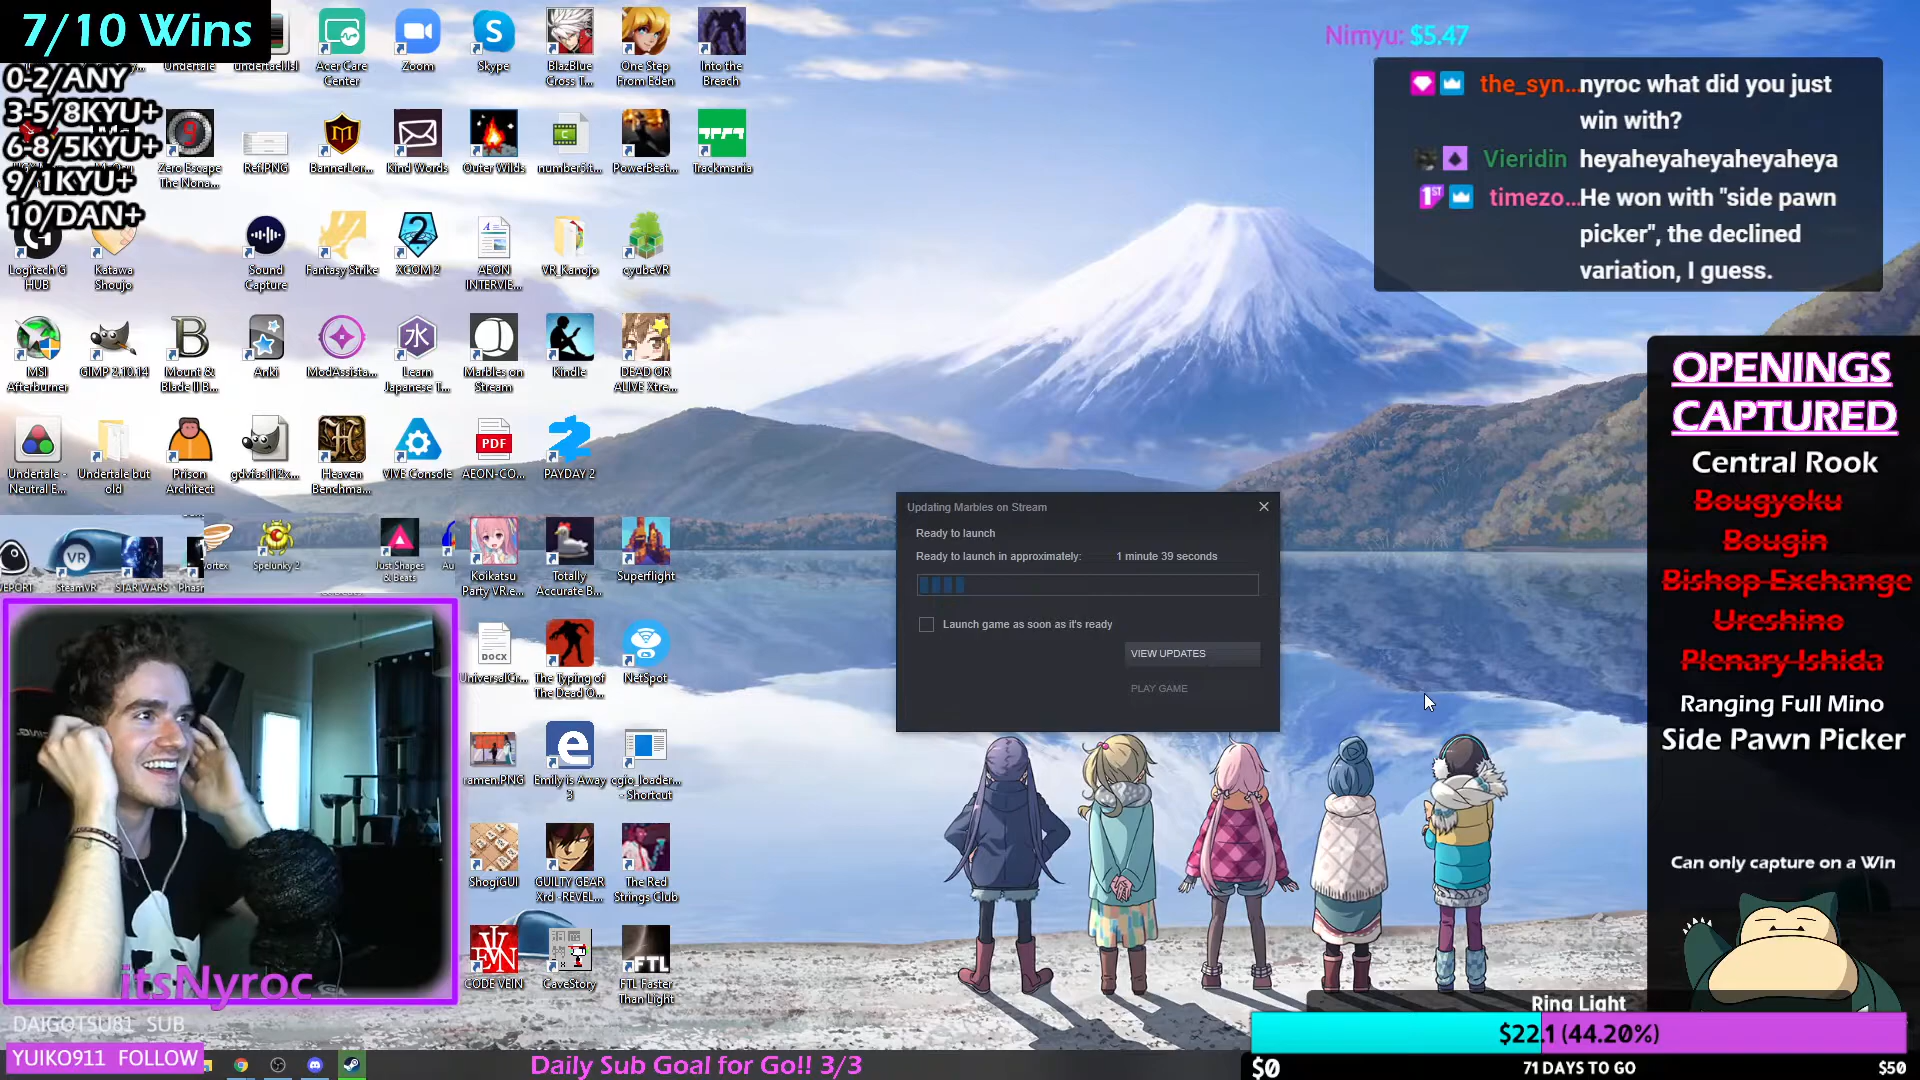 7/10 Wins
0-2/ANY
3-5/8KYU+
6-8/5KYU+
9/1KYU+
10/DAN+
Undertale
undertael.lsl
Acer Care Center
Zoom
Skype
BlazBlue Cross T...
One Step From Eden
Into the Breach
Zero Escape The Nona...
Ref1.PNG
BannerLor...
Kind Words
Outer Wilds
PowerBeat...
Trackmania
Logitech G HUB
Katawa Shoujo
Sound Capture
Fantasy Strike
XCOM 2
AEON INTERVIE...
VR_Kanojo
cyubeVR
MSI Afterburner
GIMP 2.10.14
Mount & Blade II B...
Anki
ModAssista...
Learn Japanese T...
Marbles on Stream
Kindle
DEAD OR ALIVE Xtre...
Undertale - Neutral E...
Undertale but old
Prison Architect
Heaven Benchma...
VIVE Console
AEON-CO...
PAYDAY 2
SteamVR
STAR WARS
Spelunky 2
Just Shapes & Beats
Koikatsu Party VR.e...
Totally Accurate B...
Superflight
UniversalCr...
The Typing of The Dead O...
NetSpot
ramen.PNG
Emily is Away 3
cgio_loader... - Shortcut
ShogiGUI
GUILTY GEAR Xrd -REVEL...
The Red Strings Club
CODE VEIN
CaveStory
FTL Faster Than Light
Nimyu: $5.47
the_syn... nyroc what did you just
win with?
Vieridin heyaheyaheyaheyaheya
timezo... He won with "side pawn
picker", the declined
variation, I guess.
OPENINGS
CAPTURED
Central Rook
Bougyoku
Bougin
Bishop Exchange
Ureshino
Plenary Ishida
Ranging Full Mino
Side Pawn Picker
Can only capture on a Win
Updating Marbles on Stream
Ready to launch
Ready to launch in approximately: 1 minute 39 seconds
Launch game as soon as it's ready
VIEW UPDATES
PLAY GAME
itsNyroc
DAIGOTSU81 SUB
YUIKO911 FOLLOW
Daily Sub Goal for Go!! 3/3
Ring Light
$22.1 (44.20%)
$0
71 DAYS TO GO
$50